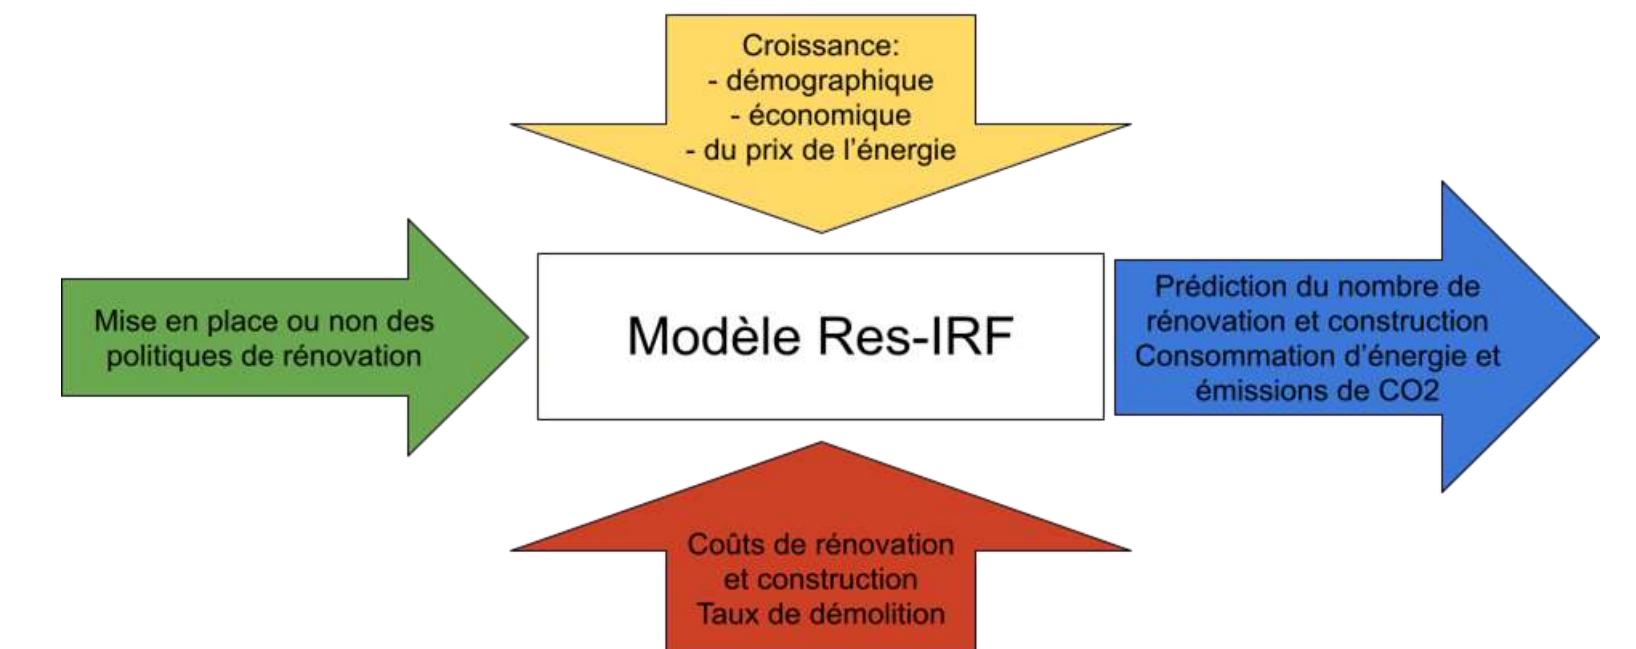 Croissance:
- démographique
- économique
- du prix de l'énergie
Mise en place ou non des
politiques de rénovation
Modèle Res-IRF
Prédiction du nombre de
rénovation et construction
Consommation d'énergie et
émissions de CO2
Coûts de rénovation
et construction
Taux de démolition